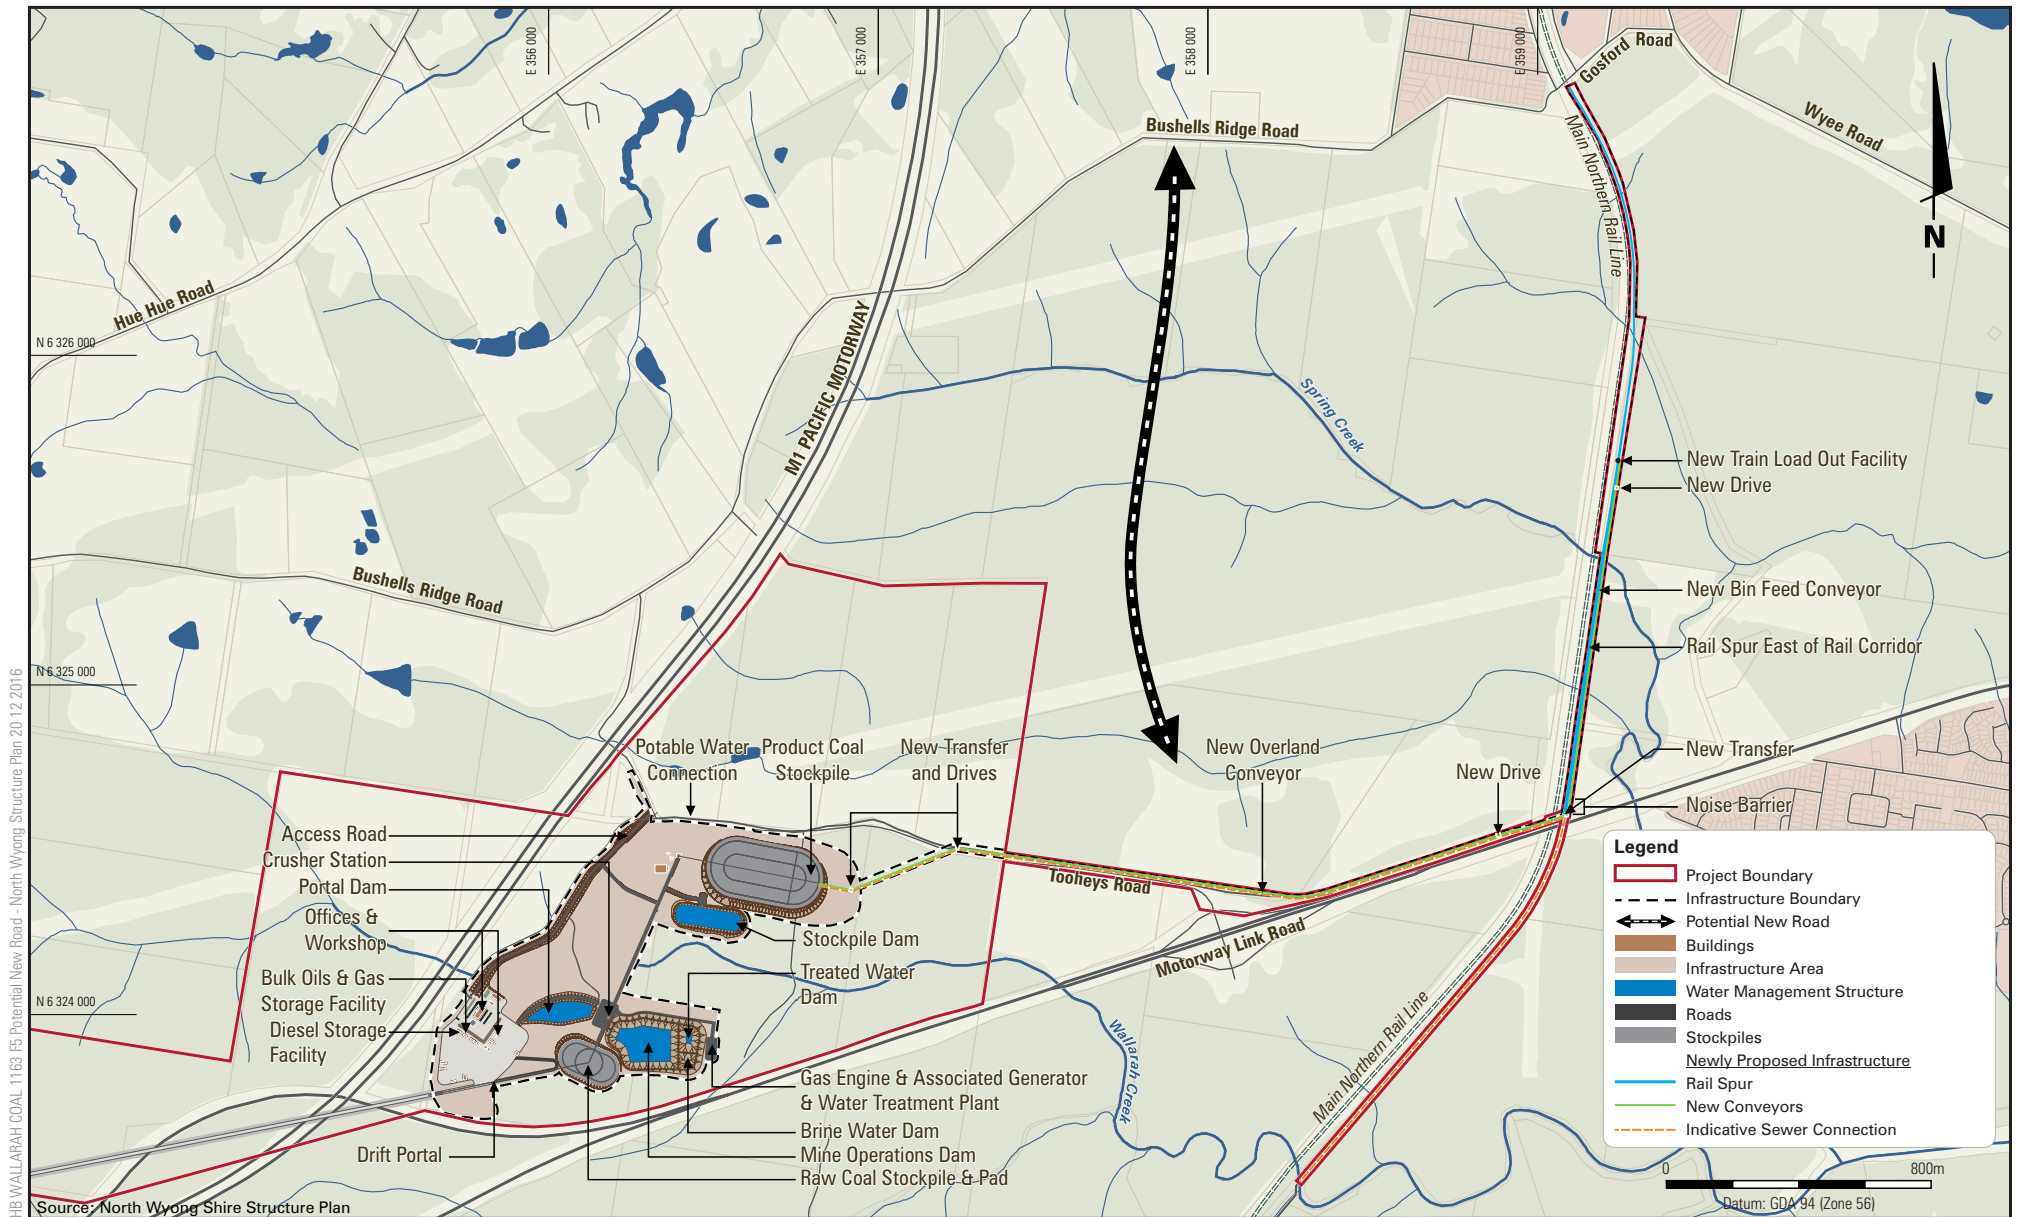 E 356 000
E 357 000
E 358 000
E 359 000
Gosford Road
Wyee Road
Bushells Ridge Road
Main Northern Rail Line
N
Hue Hue Road
N 6 326 000
M1 PACIFIC MOTORWAY
Spring Creek
New Train Load Out Facility
New Drive
Bushells Ridge Road
New Bin Feed Conveyor
Rail Spur East of Rail Corridor
N 6 325 000
Potable Water
Connection
Product Coal
Stockpile
New Transfer
and Drives
New Overland
Conveyor
New Drive
New Transfer
Noise Barrier
Access Road
Crusher Station
Portal Dam
Offices &
Workshop
Bulk Oils & Gas
Storage Facility
Diesel Storage
Facility
N 6 324 000
Tooheys Road
Motorway Link Road
Stockpile Dam
Treated Water
Dam
Wallarah Creek
Main Northern Rail Line
Gas Engine & Associated Generator
& Water Treatment Plant
Brine Water Dam
Mine Operations Dam
Raw Coal Stockpile & Pad
Drift Portal
Legend
Project Boundary
Infrastructure Boundary
Potential New Road
Buildings
Infrastructure Area
Water Management Structure
Roads
Stockpiles
Newly Proposed Infrastructure
Rail Spur
New Conveyors
Indicative Sewer Connection
0 800m
Datum: GDA 94 (Zone 56)
Source: North Wyong Shire Structure Plan
HB WALLARAH COAL 1163 F5 Potential New Road - North Wyong Structure Plan 20 12 2016